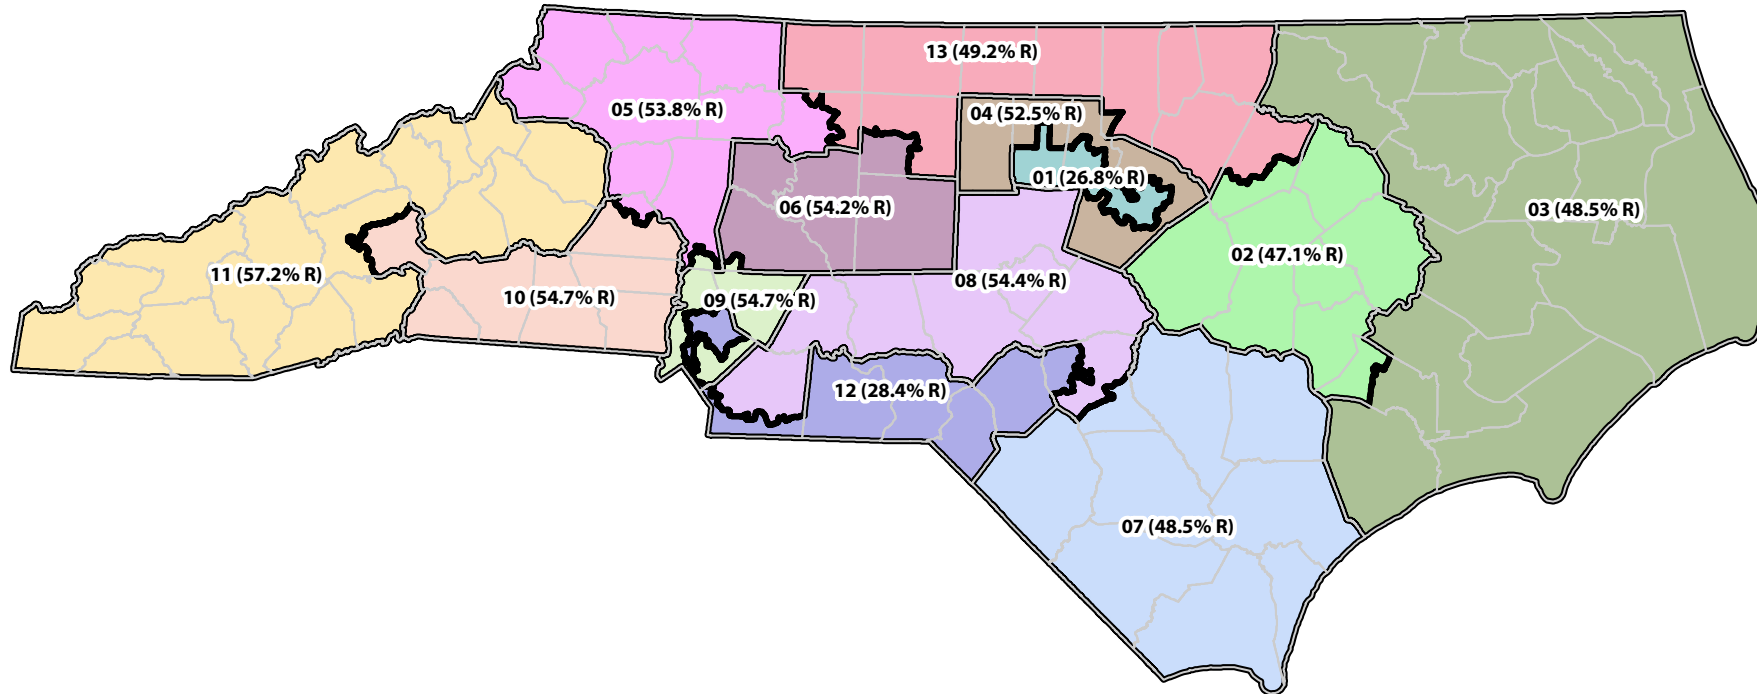 13 (49.2% R)
05 (53.8% R)
04 (52.5% R)
01 (26.8% R)
06 (54.2% R)
03 (48.5% R)
02 (47.1% R)
11 (57.2% R)
08 (54.4% R)
10 (54.7% R)
09 (54.7% R)
12 (28.4% R)
07 (48.5% R)